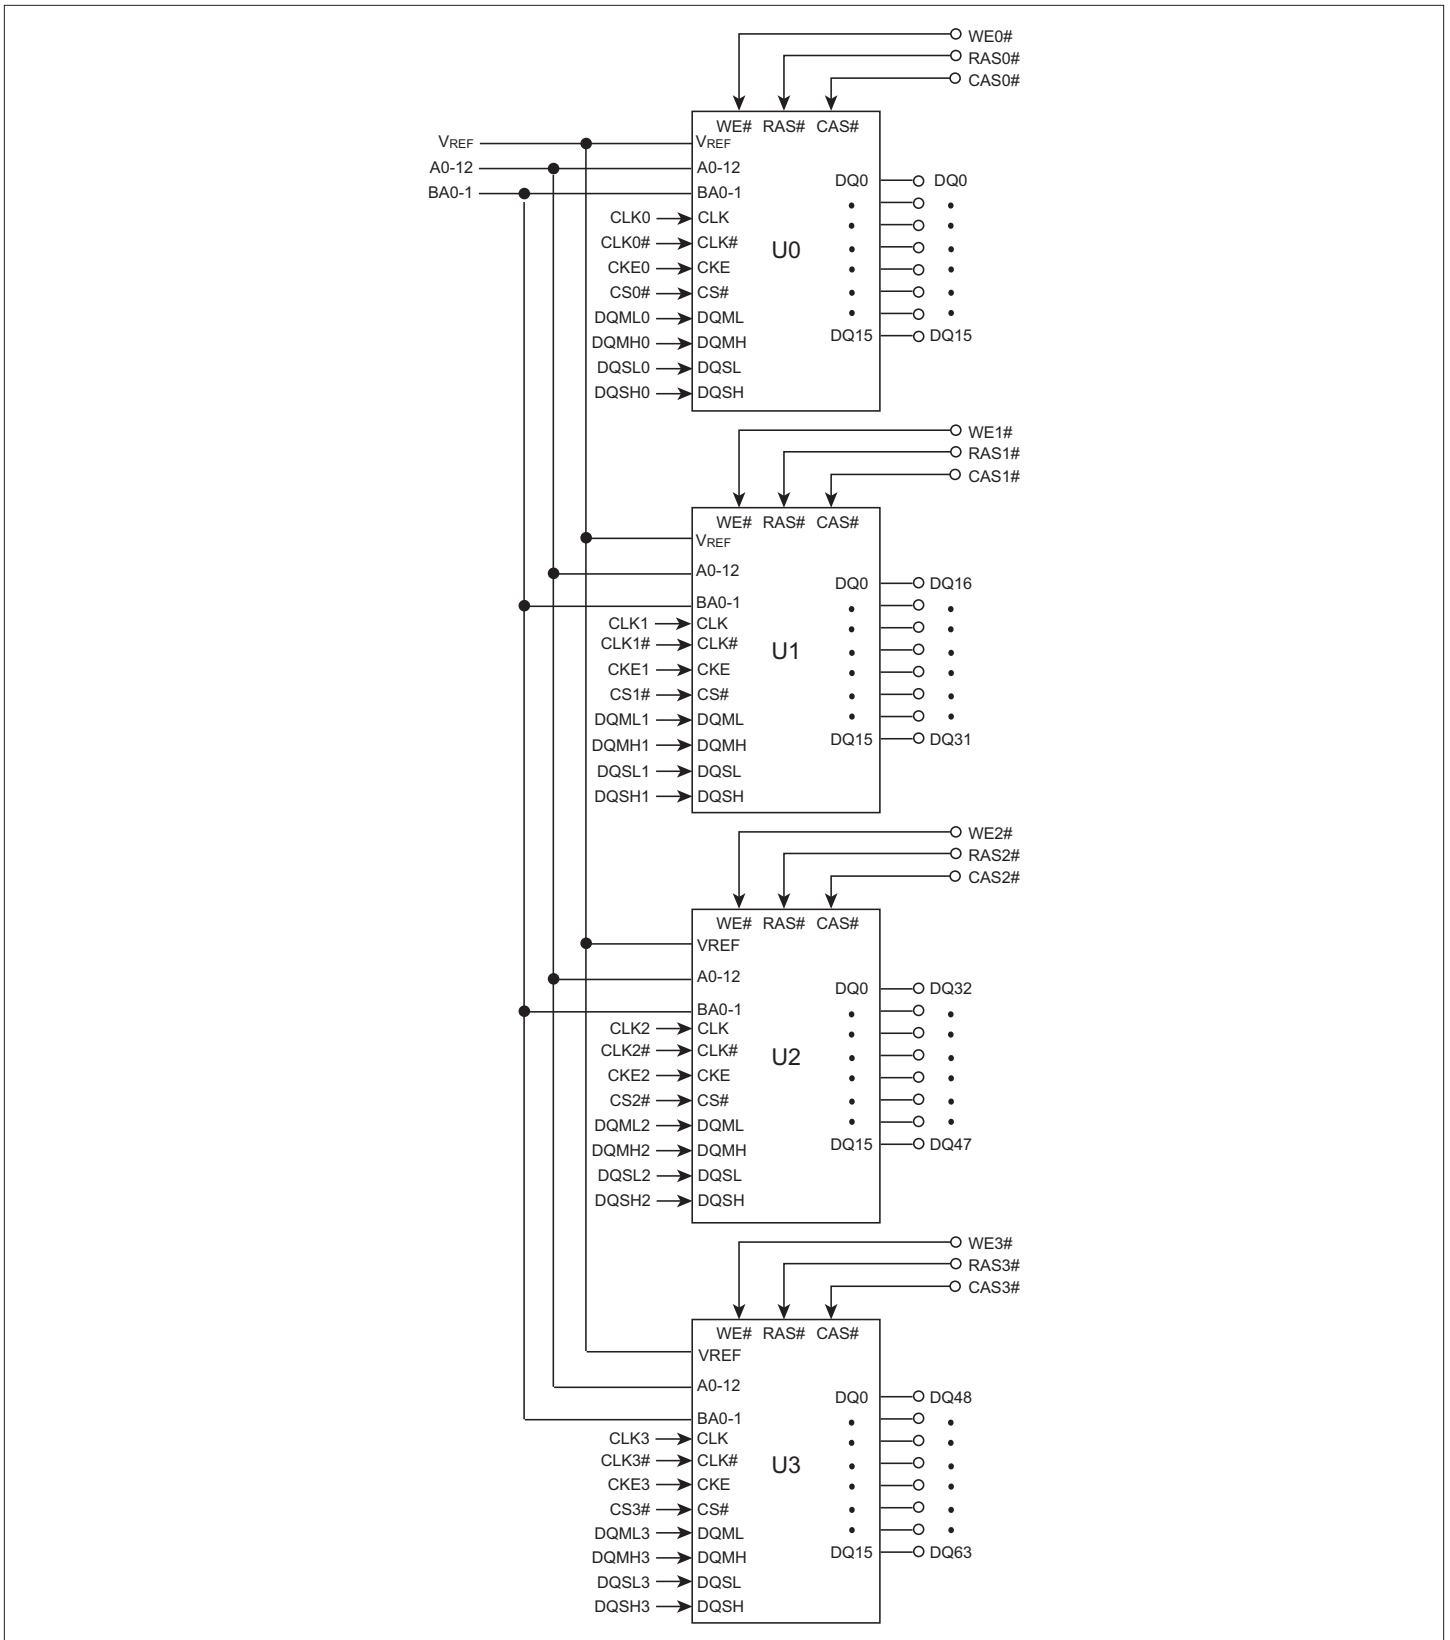 WE0#
RAS0#
CAS0#
WE# RAS# CAS#
VREF VREF
A0-12 A0-12
BA0-1 BA0-1
CLK0 CLK
CLK0# CLK#
CKE0 CKE
CS0# CS#
DQML0 DQML
DQMH0 DQMH
DQSL0 DQSL
DQSH0 DQSH
U0
DQ0 DQ0
DQ15 DQ15
WE1#
RAS1#
CAS1#
WE# RAS# CAS#
VREF
A0-12
BA0-1
CLK1 CLK
CLK1# CLK#
CKE1 CKE
CS1# CS#
DQML1 DQML
DQMH1 DQMH
DQSL1 DQSL
DQSH1 DQSH
U1
DQ0 DQ16
DQ15 DQ31
WE2#
RAS2#
CAS2#
WE# RAS# CAS#
VREF
A0-12
BA0-1
CLK2 CLK
CLK2# CLK#
CKE2 CKE
CS2# CS#
DQML2 DQML
DQMH2 DQMH
DQSL2 DQSL
DQSH2 DQSH
U2
DQ0 DQ32
DQ15 DQ47
WE3#
RAS3#
CAS3#
WE# RAS# CAS#
VREF
A0-12
BA0-1
CLK3 CLK
CLK3# CLK#
CKE3 CKE
CS3# CS#
DQML3 DQML
DQMH3 DQMH
DQSL3 DQSL
DQSH3 DQSH
U3
DQ0 DQ48
DQ15 DQ63